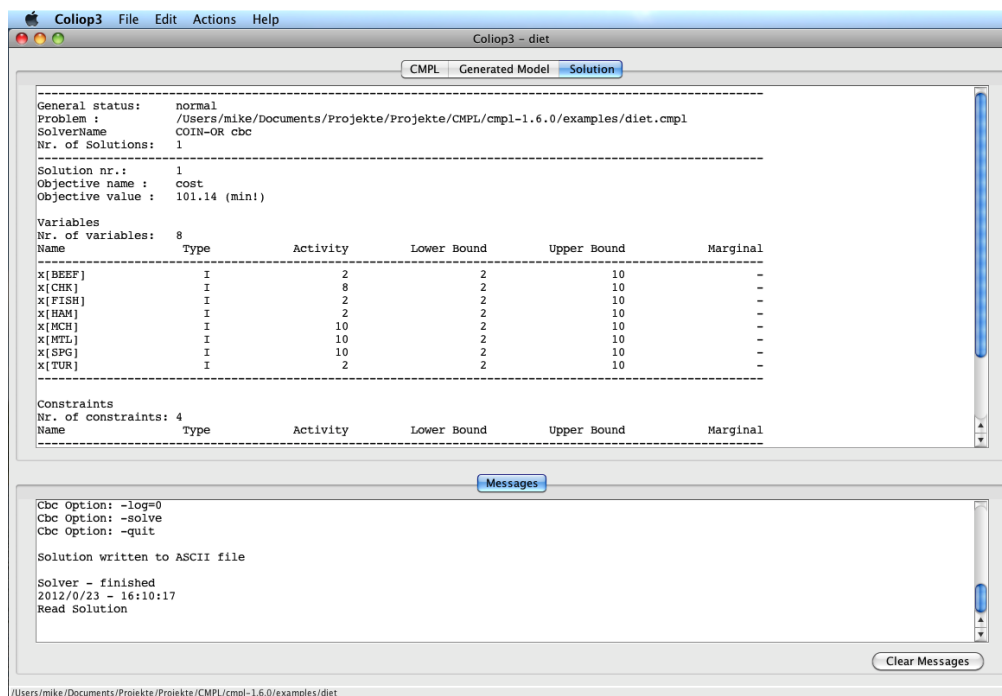 Coliop3 File Edit Actions Help
Coliop3 – diet
CMPL Generated Model Solution
General status: normal
Problem : /Users/mike/Documents/Projekte/Projekte/CMPL/cmpl-1.6.0/examples/diet.cmpl
SolverName COIN-OR cbc
Nr. of Solutions: 1
Solution nr.: 1
Objective name : cost
Objective value : 101.14 (min!)
Variables
Nr. of variables: 8
Name Type Activity Lower Bound Upper Bound Marginal
x[BEEF] I 2 2 10 -
x[CHK] I 8 2 10 -
x[FISH] I 2 2 10 -
x[HAM] I 2 2 10 -
x[MCH] I 10 2 10 -
x[MTL] I 10 2 10 -
x[SPG] I 10 2 10 -
x[TUR] I 2 2 10 -
Constraints
Nr. of constraints: 4
Name Type Activity Lower Bound Upper Bound Marginal
Messages
Cbc Option: -log=0
Cbc Option: -solve
Cbc Option: -quit
Solution written to ASCII file
Solver - finished
2012/0/23 - 16:10:17
Read Solution
Clear Messages
/Users/mike/Documents/Projekte/Projekte/CMPL/cmpl-1.6.0/examples/diet